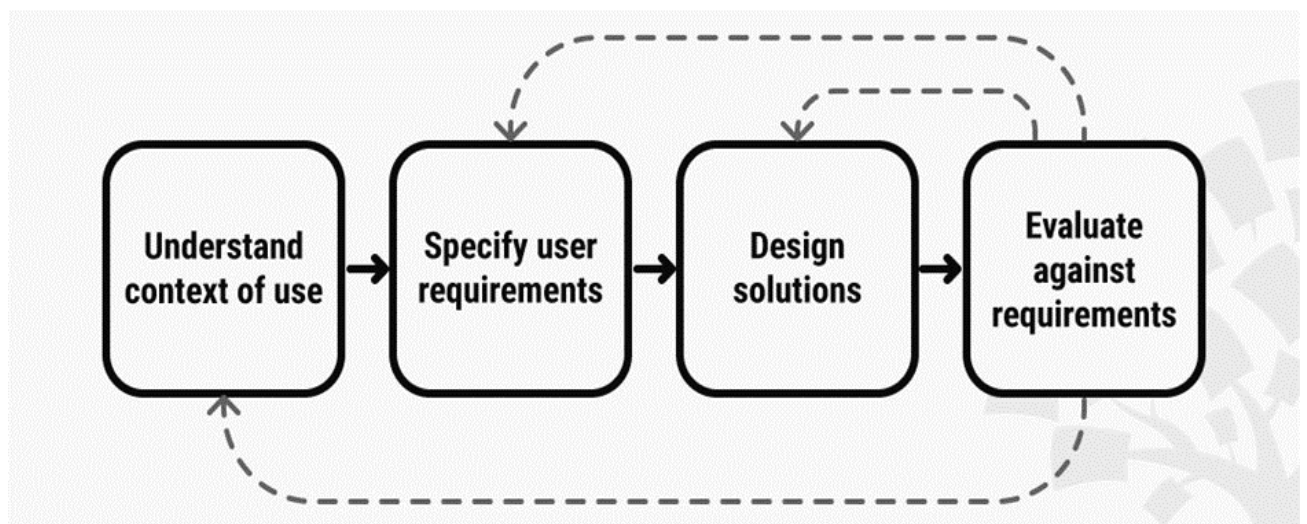 Understand
context of use
Specify user
requirements
Design
solutions
Evaluate
against
requirements